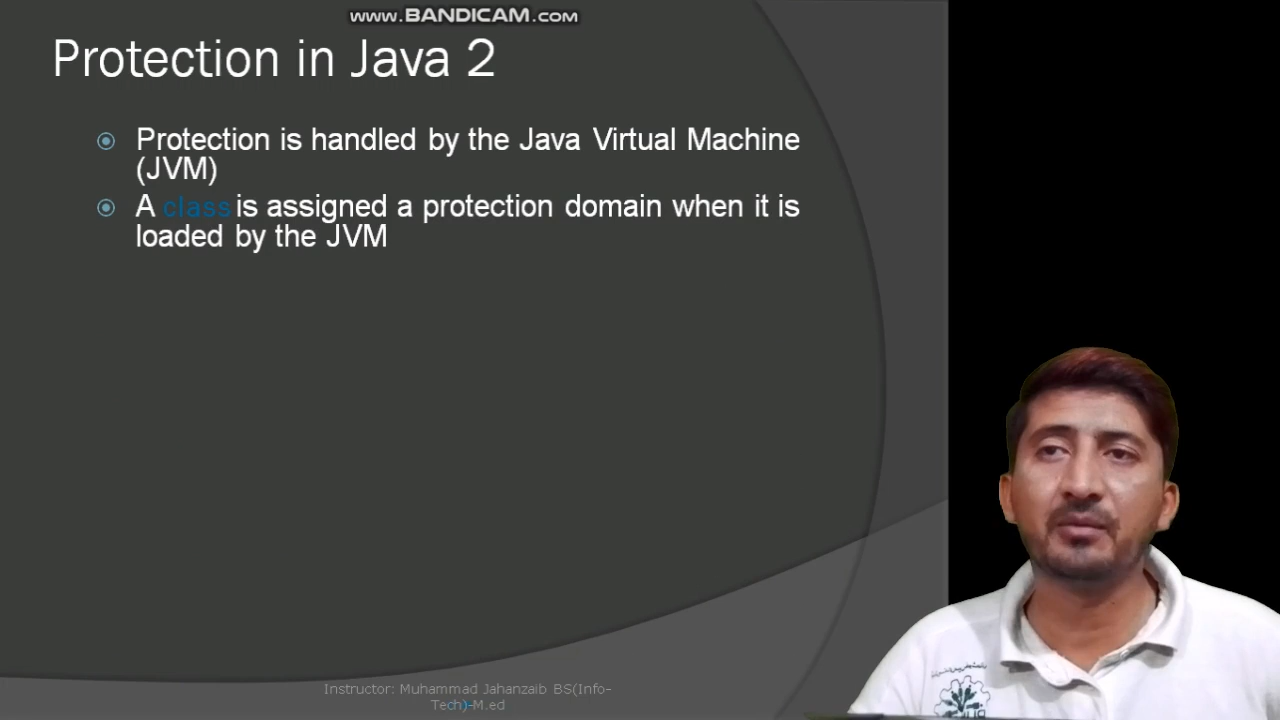 www.BANDICAM.com
Protection in Java 2
Protection is handled by the Java Virtual Machine
(JVM)
A class is assigned a protection domain when it is
loaded by the JVM
Instructor: Muhammad Jahanzaib BS(Info-
Tech)-M.ed